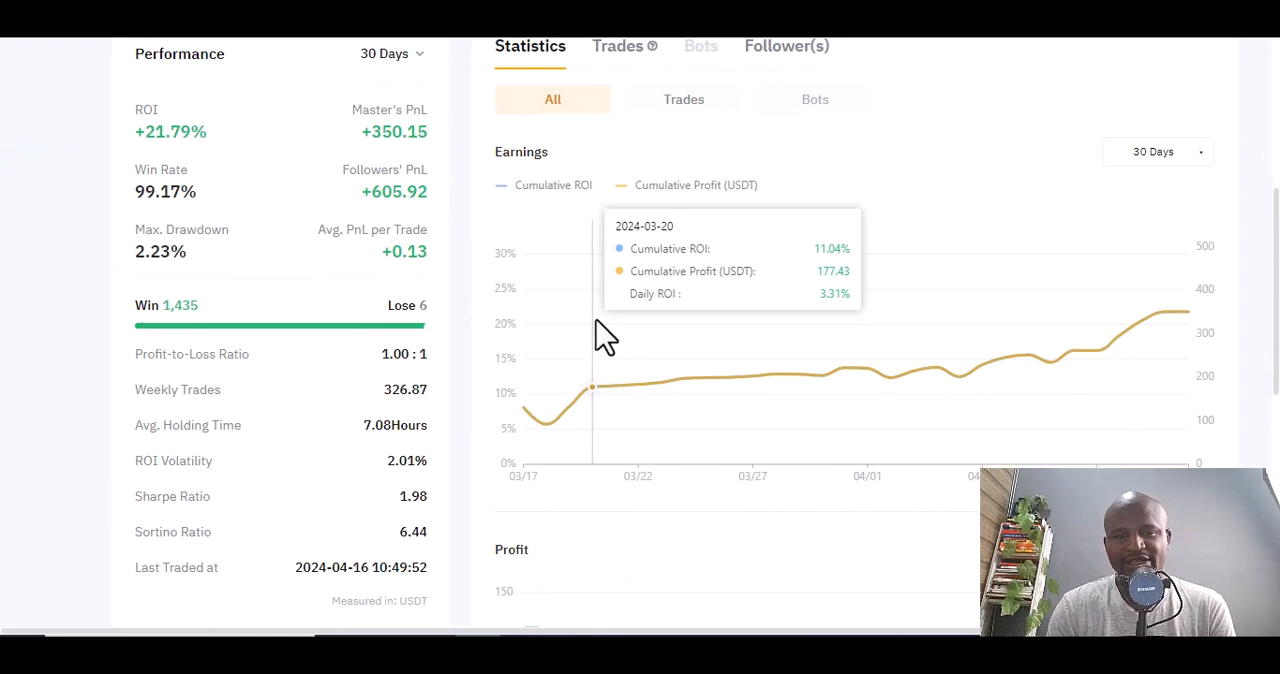 Performance
30 Days
ROI
Master's PnL
+21.79%
+350.15
Win Rate
Followers' PnL
99.17%
+605.92
Max. Drawdown
Avg. PnL per Trade
2.23%
+0.13
Win 1,435
Lose 6
Profit-to-Loss Ratio
1.00 : 1
Weekly Trades
326.87
Avg. Holding Time
7.08Hours
ROI Volatility
2.01%
Sharpe Ratio
1.98
Sortino Ratio
6.44
Last Traded at
2024-04-16 10:49:52
Measured in: USDT
Statistics
Trades
Bots
Follower(s)
All
Trades
Bots
Earnings
30 Days
Cumulative ROI
Cumulative Profit (USDT)
2024-03-20
Cumulative ROI:
11.04%
Cumulative Profit (USDT):
177.43
Daily ROI :
3.31%
30%
500
25%
400
20%
300
15%
200
10%
100
5%
0%
0
03/17
03/22
03/27
04/01
Profit
150
SHURE